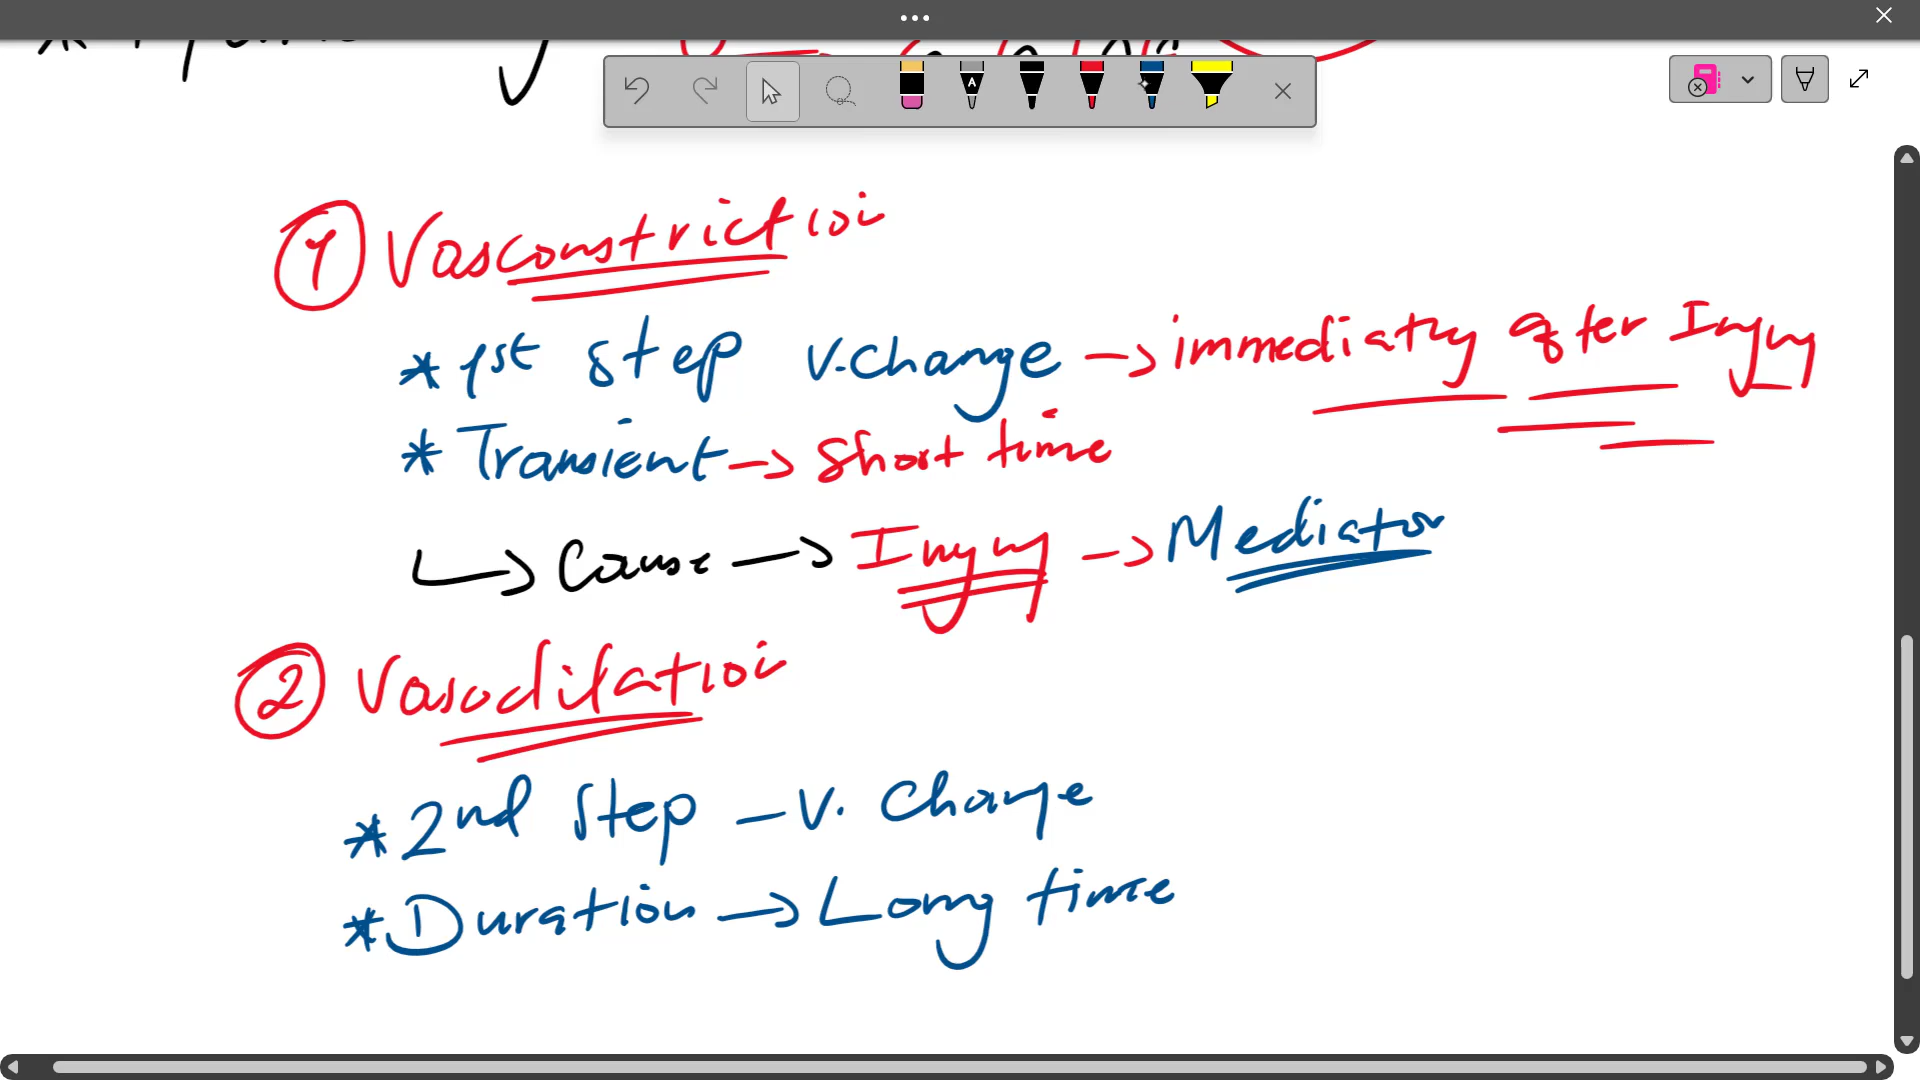 ① Vasconstriction
* 1st step v.change → immediatly after Injury
* Transient → Short time
↳ Cause → Injury → Mediator
② Vasodilation
* 2nd step – v. change
* Duration → Long time